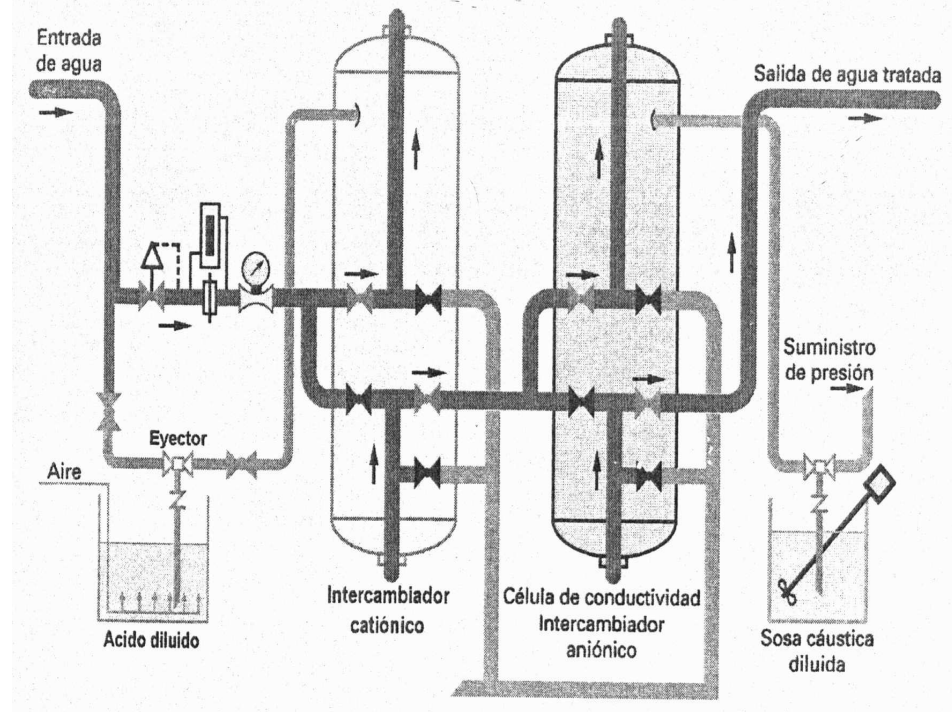 Entrada
de agua
Salida de agua tratada
Suministro
de presión
Eyector
Aire
Acido diluido
Intercambiador
catiónico
Célula de conductividad
Intercambiador
aniónico
Sosa cáustica
diluida